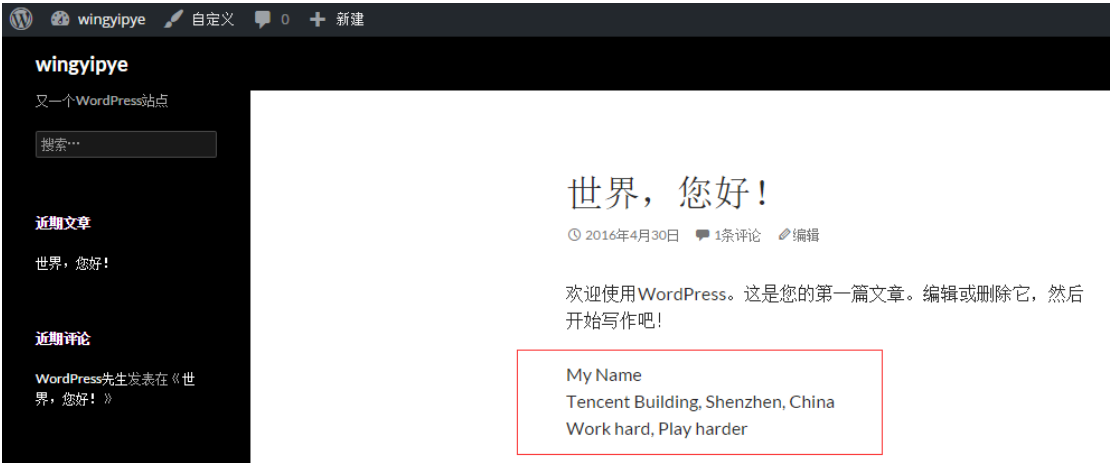 wingyipye 自定义 0 新建
wingyipye
又一个WordPress站点
搜索…
近期文章
世界，您好！
近期评论
WordPress先生发表在《世
界，您好！》
世界，您好！
2016年4月30日 1条评论 编辑
欢迎使用WordPress。这是您的第一篇文章。编辑或删除它，然后
开始写作吧！
My Name
Tencent Building, Shenzhen, China
Work hard, Play harder